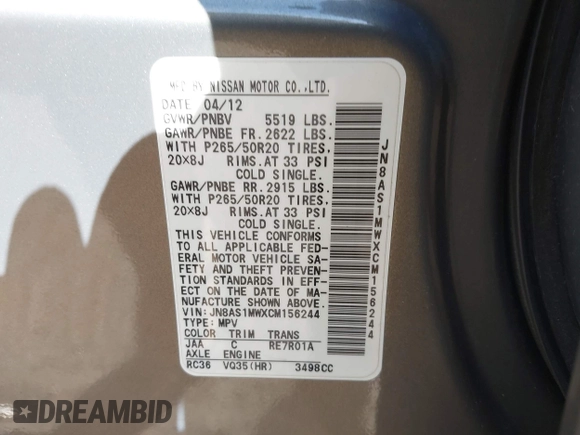 MFD BY NISSAN MOTOR CO.,LTD.
DATE 04/12
GVWR/PNBV 5519 LBS.
GAWR/PNBE FR. 2622 LBS.
WITH P265/50R20 TIRES,
20X8J RIMS.AT 33 PSI
COLD SINGLE.
GAWR/PNBE RR. 2915 LBS.
WITH P265/50R20 TIRES,
20X8J RIMS.AT 33 PSI
COLD SINGLE.
THIS VEHICLE CONFORMS
TO ALL APPLICABLE FED-
ERAL MOTOR VEHICLE SA-
FETY AND THEFT PREVEN-
TION STANDARDS IN EFF-
ECT ON THE DATE OF MA-
NUFACTURE SHOWN ABOVE.
VIN: JN8AS1MWXCM156244
TYPE: MPV
COLOR TRIM TRANS
JAA C RE7R01A
AXLE ENGINE
RC36 VQ35(HR) 3498CC
JN8AS1MWXCM156244
DREAMBID